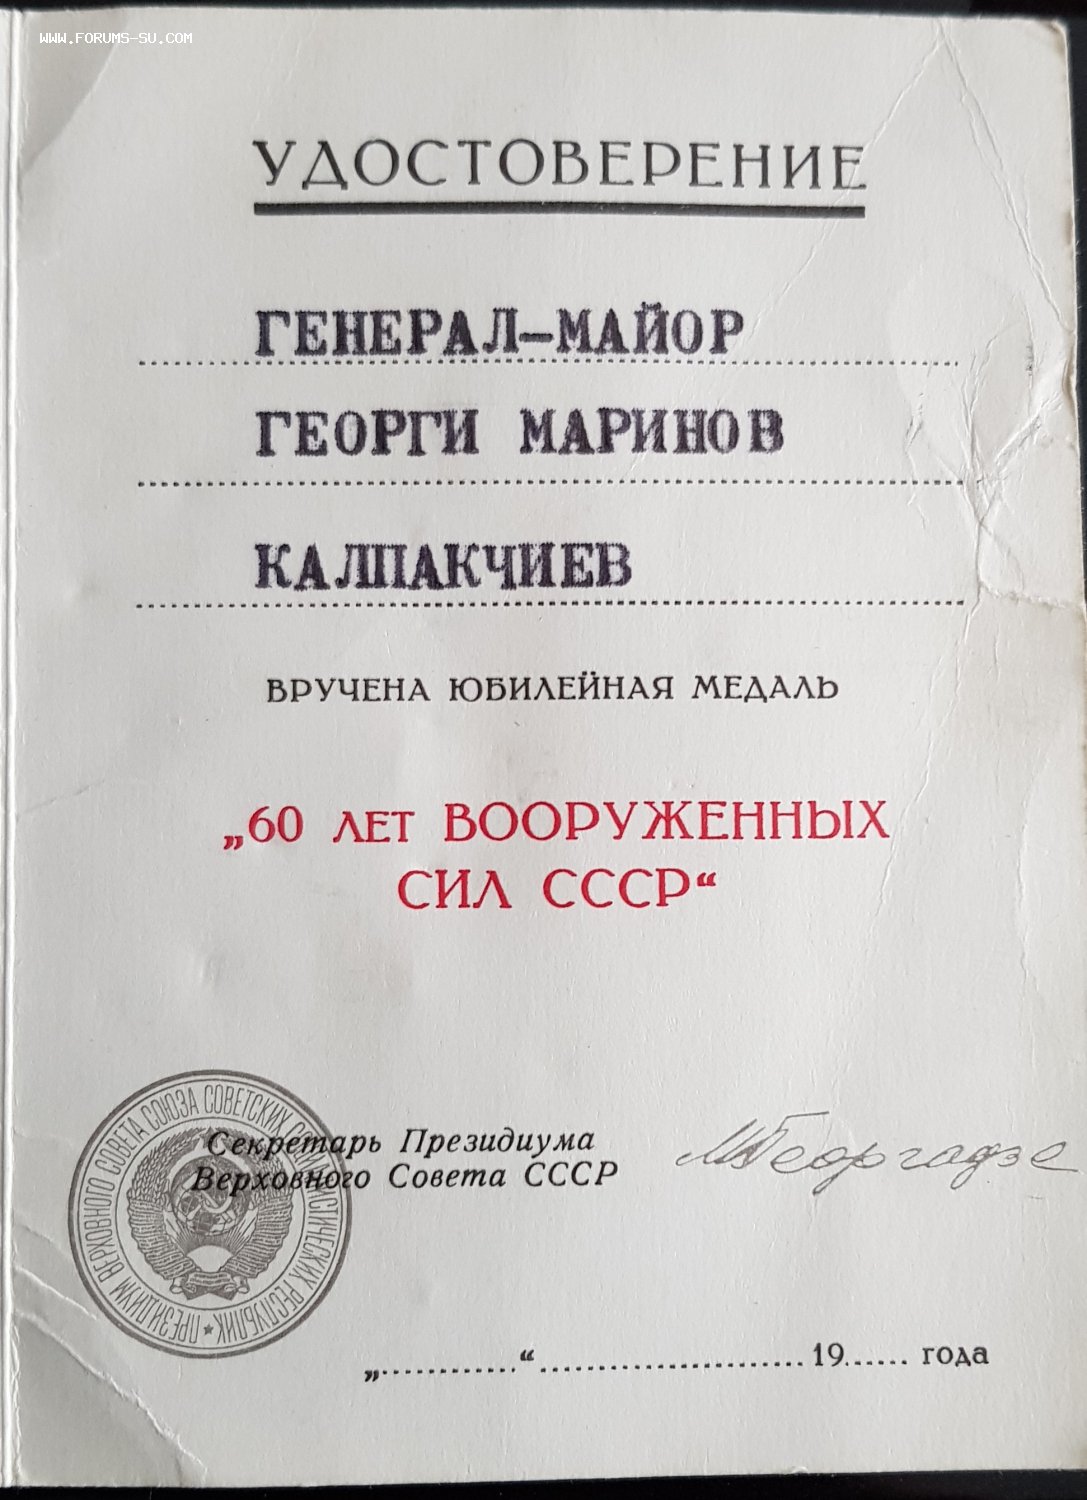 WWW.FORUMS-SU.COM
УДОСТОВЕРЕНИЕ
ГЕНЕРАЛ-МАЙОР
ГЕОРГИ МАРИНОВ
КАЛПАКЧИЕВ
ВРУЧЕНА ЮБИЛЕЙНАЯ МЕДАЛЬ
„60 ЛЕТ ВООРУЖЕННЫХ
СИЛ СССР“
ПРЕЗИДИУМ ВЕРХОВНОГО СОВЕТА СОЮЗА СОВЕТСКИХ СОЦИАЛИСТИЧЕСКИХ РЕСПУБЛИК
Секретарь Президиума
Верховного Совета СССР
МГеоргадзе
„............“........................19...... года